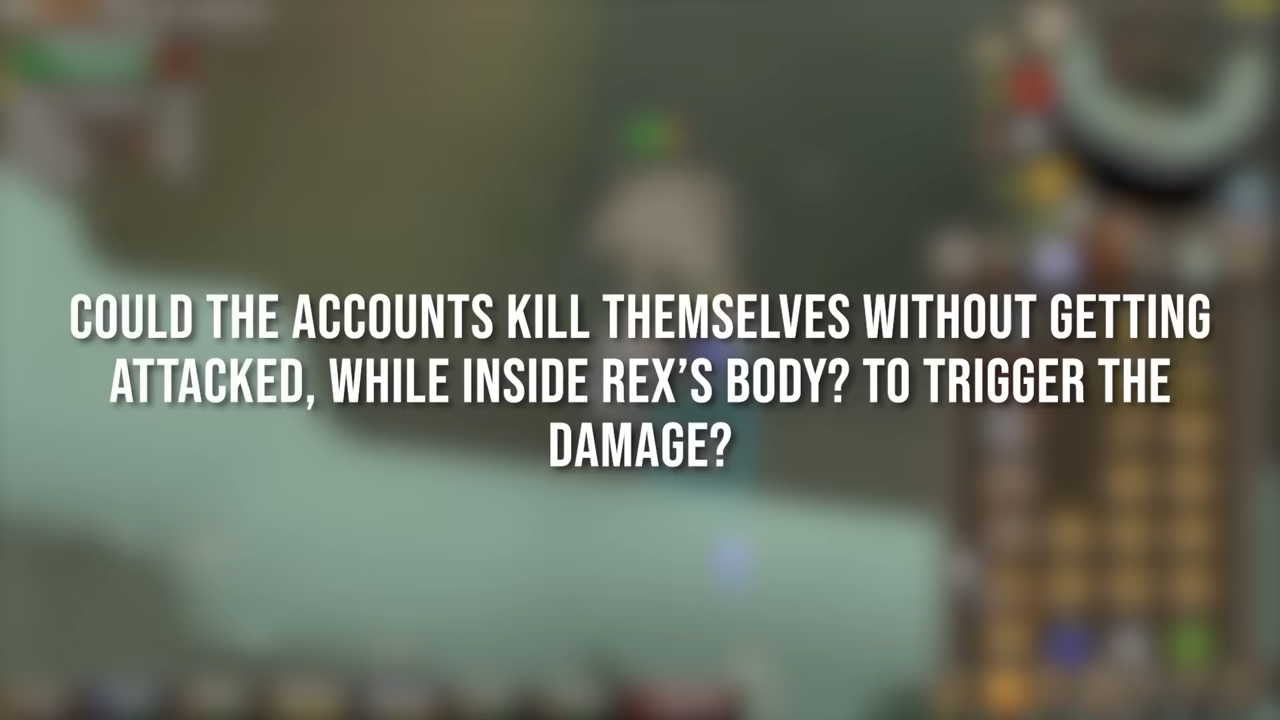 COULD THE ACCOUNTS KILL THEMSELVES WITHOUT GETTING
ATTACKED, WHILE INSIDE REX’S BODY? TO TRIGGER THE
DAMAGE?